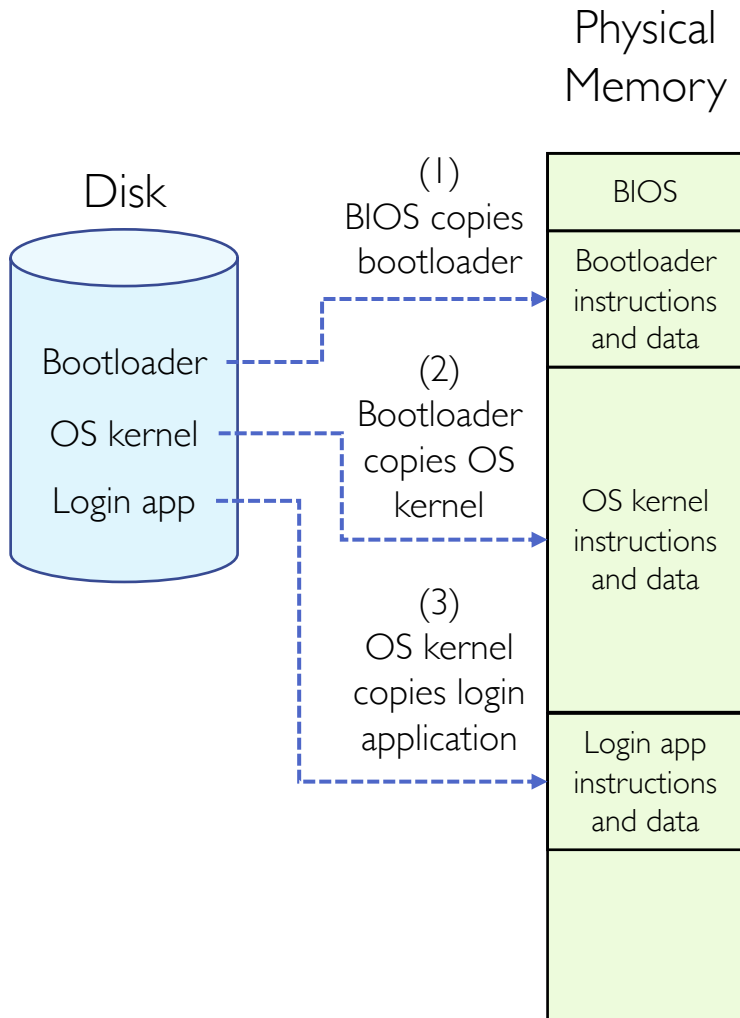 Physical
Memory
Disk
Bootloader
OS kernel
Login app
(1)
BIOS copies
bootloader
(2)
Bootloader
copies OS
kernel
(3)
OS kernel
copies login
application
BIOS
Bootloader
instructions
and data
OS kernel
instructions
and data
Login app
instructions
and data